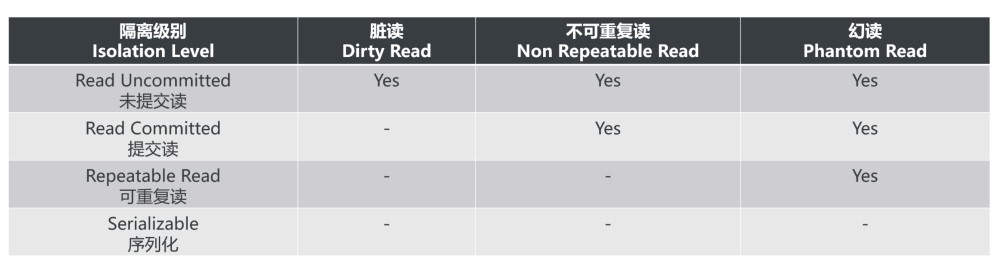 隔离级别 脏读 不可重复读 幻读
Isolation Level Dirty Read Non Repeatable Read Phantom Read
Read Uncommitted Yes Yes Yes
未提交读
Read Committed - Yes Yes
提交读
Repeatable Read - - Yes
可重复读
Serializable - - -
序列化